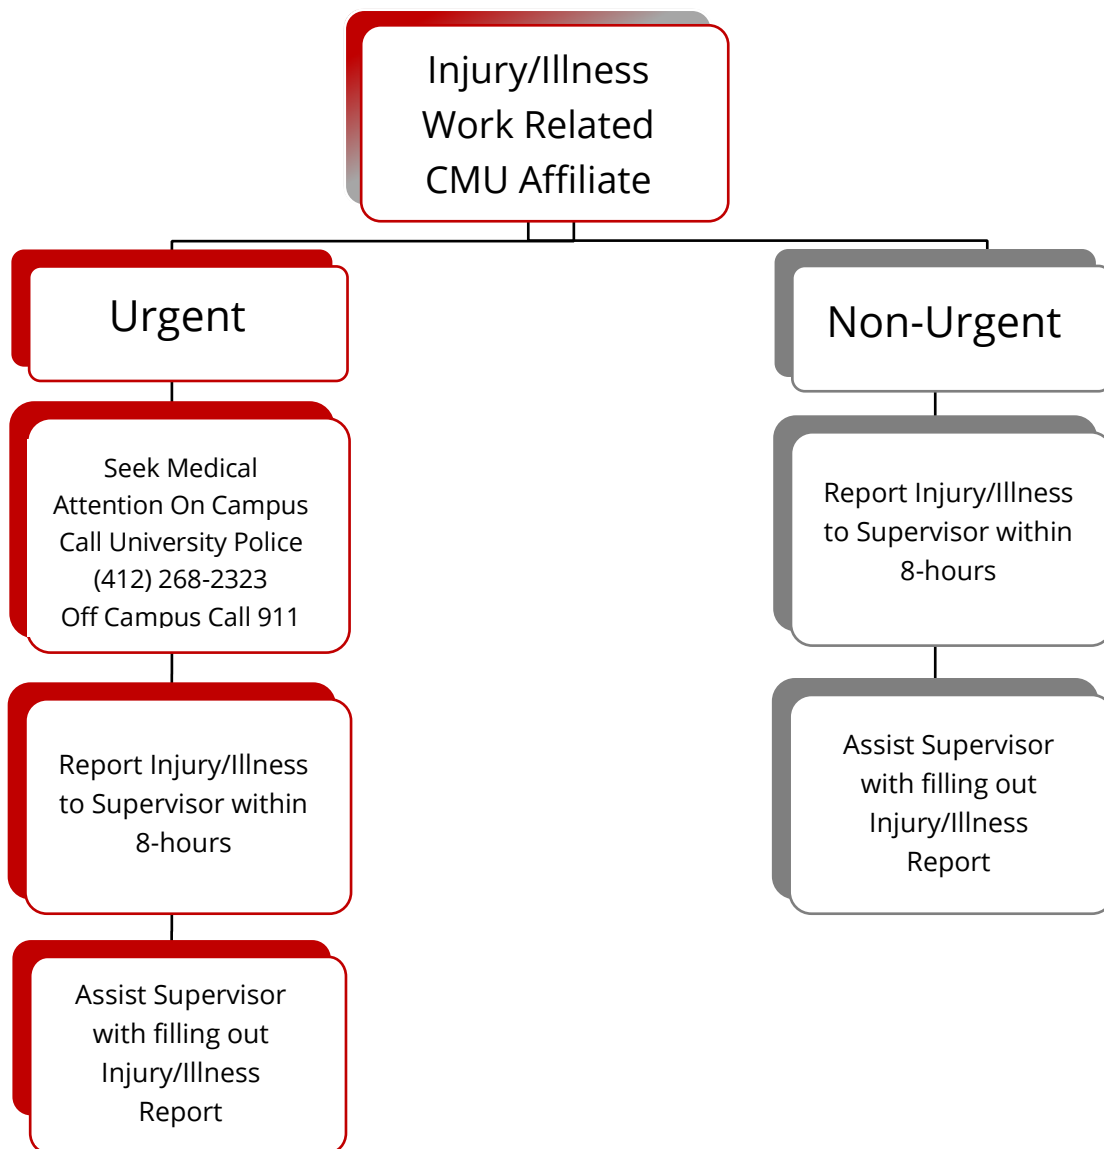 Injury/Illness
Work Related
CMU Affiliate
Urgent
Seek Medical
Attention On Campus
Call University Police
(412) 268-2323
Off Campus Call 911
Report Injury/Illness
to Supervisor within
8-hours
Assist Supervisor
with filling out
Injury/Illness
Report
Non-Urgent
Report Injury/Illness
to Supervisor within
8-hours
Assist Supervisor
with filling out
Injury/Illness
Report